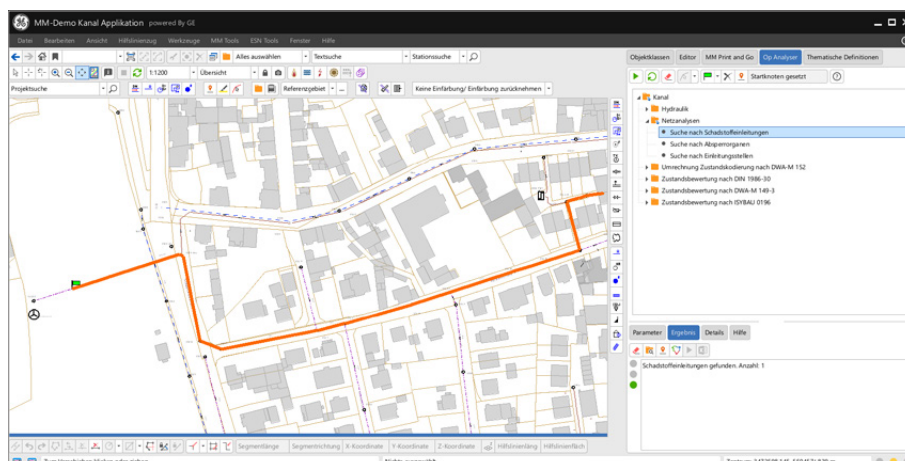 MM-Demo Kanal Applikation powered By GE
Datei Bearbeiten Ansicht Hilfslinienzug Werkzeuge MM Tools ESN Tools Fenster Hilfe
Alles auswählen Textsuche Stationssuche
Objektklassen Editor MM Print and Go Op Analyser Thematische Definitionen
1:1200 Übersicht
Startknoten gesetzt
Projektsuche Referenzgebiet ... Keine Einfärbung/ Einfärbung zurücknehmen
Kanal
Hydraulik
Netzanalysen
Suche nach Schadstoffeinleitungen
Suche nach Absperrorganen
Suche nach Einleitungsstellen
Umrechnung Zustandskodierung nach DWA-M 152
Zustandsbewertung nach DIN 1986-30
Zustandsbewertung nach DWA-M 149-3
Zustandsbewertung nach ISYBAU 0196
Parameter Ergebnis Details Hilfe
Schadstoffeinleitungen gefunden. Anzahl: 1
Segmentlänge Segmentrichtung X-Koordinate Y-Koordinate Z-Koordinate Hilfslinienläng Hilfslinienfläch